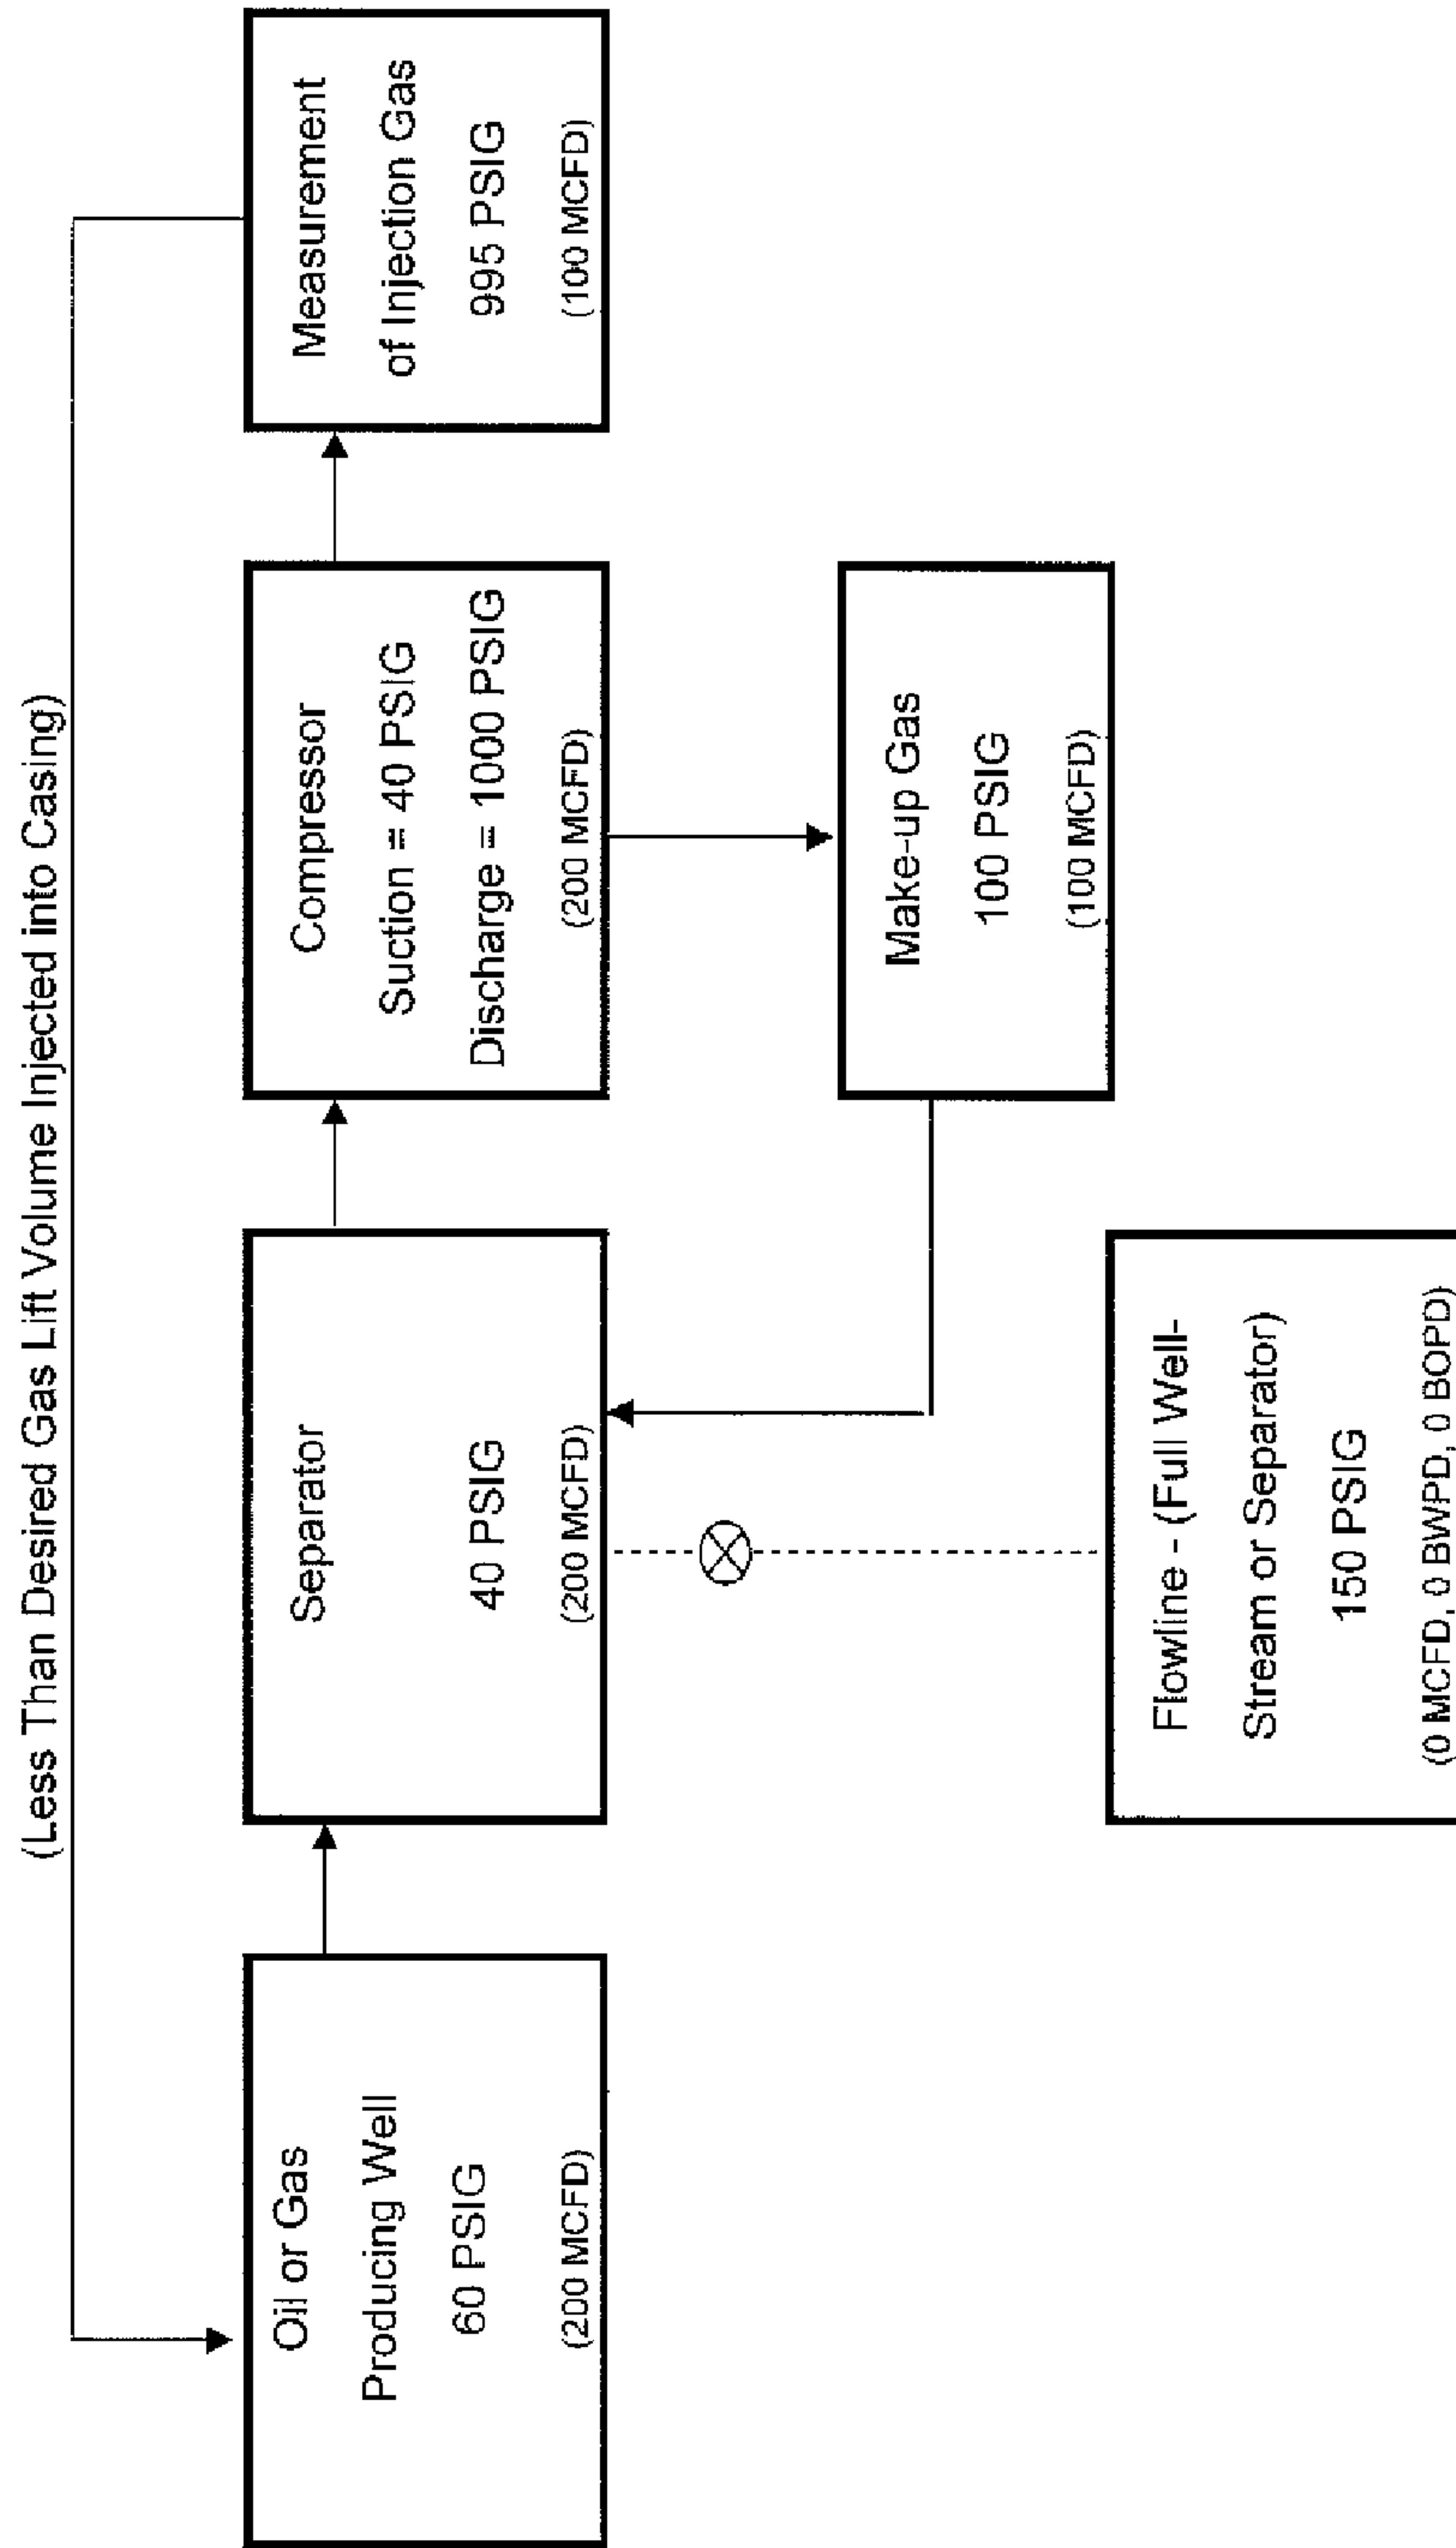 (Less Than Desired Gas Lift Volume Injected into Casing)
Oil or Gas
Producing Well
60 PSIG
(200 MCFD)
Separator
40 PSIG
(200 MCFD)
Compressor
Suction = 40 PSIG
Discharge = 1000 PSIG
(200 MCFD)
Measurement
of Injection Gas
995 PSIG
(100 MCFD)
Make-up Gas
100 PSIG
(100 MCFD)
Flowline - (Full Well-
Stream or Separator)
150 PSIG
(0 MCFD, 0 BWPD, 0 BOPD)